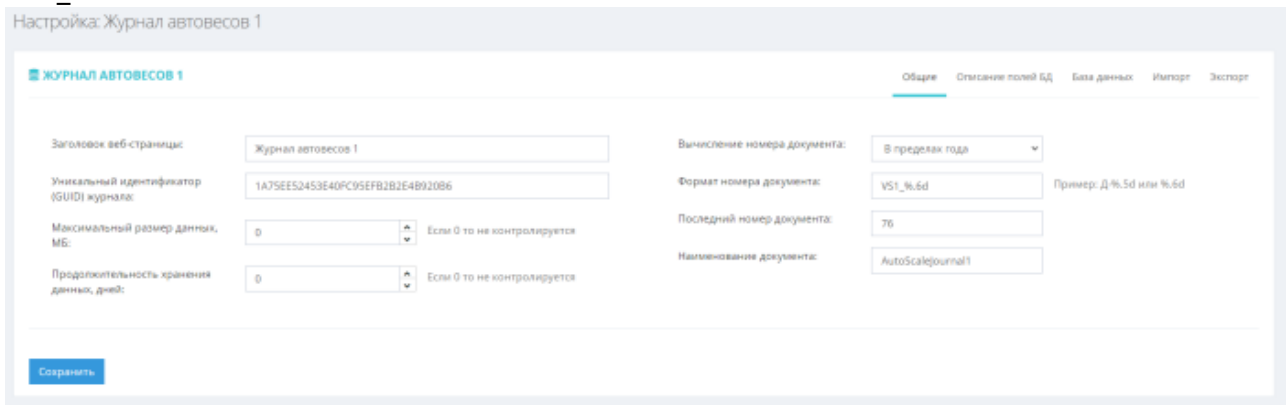 Настройка: Журнал автовесов 1
ЖУРНАЛ АВТОВЕСОВ 1
Общие Описание полей БД База данных Импорт Экспорт
Заголовок веб-страницы: Журнал автовесов 1
Уникальный идентификатор (GUID) журнала: 1A75EE52453E40FC95EFB2B2E4B920B6
Максимальный размер данных, МБ: 0 Если 0 то не контролируется
Продолжительность хранения данных, дней: 0 Если 0 то не контролируется
Вычисление номера документа: В пределах года
Формат номера документа: VS1_%.6d Пример: Д-%.5d или %.6d
Последний номер документа: 76
Наименование документа: AutoScaleJournal1
Сохранить